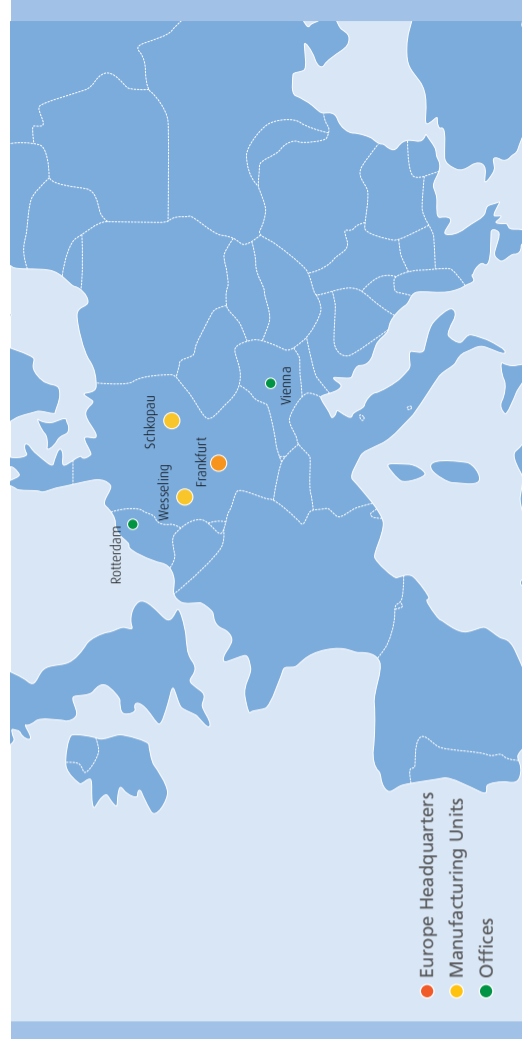 Rotterdam
Wesseling
Schkopau
Frankfurt
Vienna
Europe Headquarters
Manufacturing Units
Offices